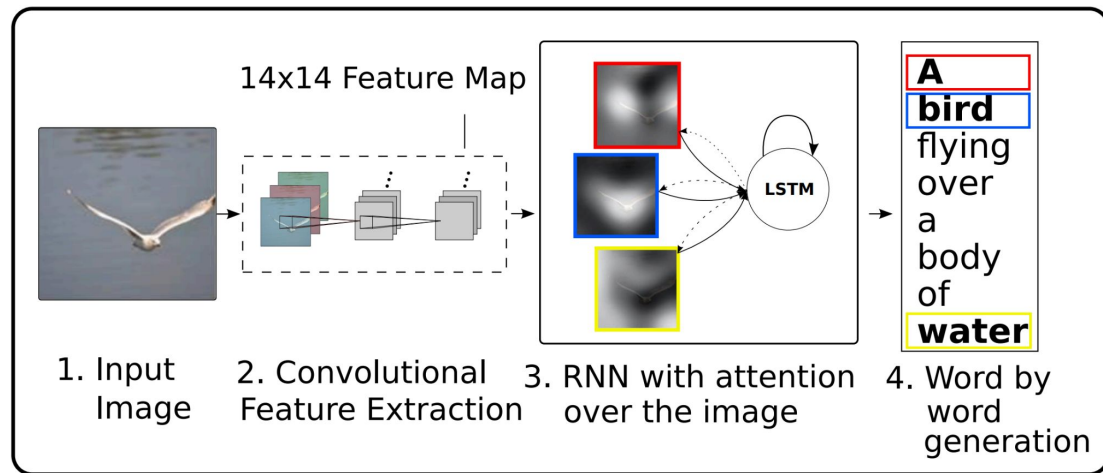 14x14 Feature Map
LSTM
A
bird
flying
over
a
body
of
water
1. Input
Image
2. Convolutional
Feature Extraction
3. RNN with attention
over the image
4. Word by
word
generation